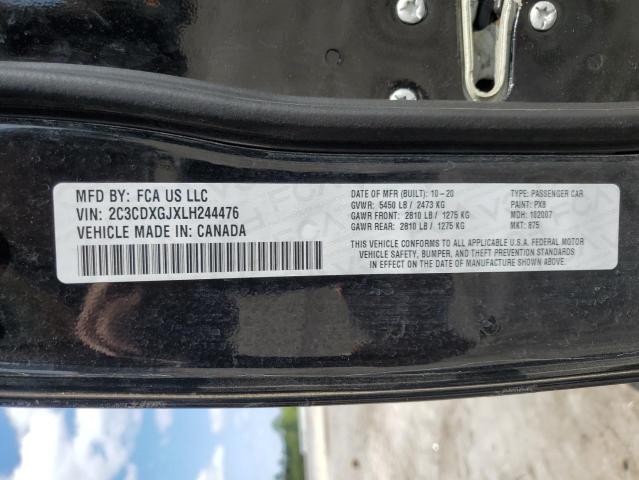 MFD BY: FCA US LLC
VIN: 2C3CDXGJXLH244476
VEHICLE MADE IN: CANADA
DATE OF MFR (BUILT): 10-20
GVWR: 5450 LB / 2473 KG
GAWR FRONT: 2810 LB / 1275 KG
GAWR REAR: 2810 LB / 1275 KG
TYPE: PASSENGER CAR
PAINT: PX8
MDH: 102007
MKT: 875
THIS VEHICLE CONFORMS TO ALL APPLICABLE U.S.A. FEDERAL MOTOR
VEHICLE SAFETY, BUMPER, AND THEFT PREVENTION STANDARDS
IN EFFECT ON THE DATE OF MANUFACTURE SHOWN ABOVE.